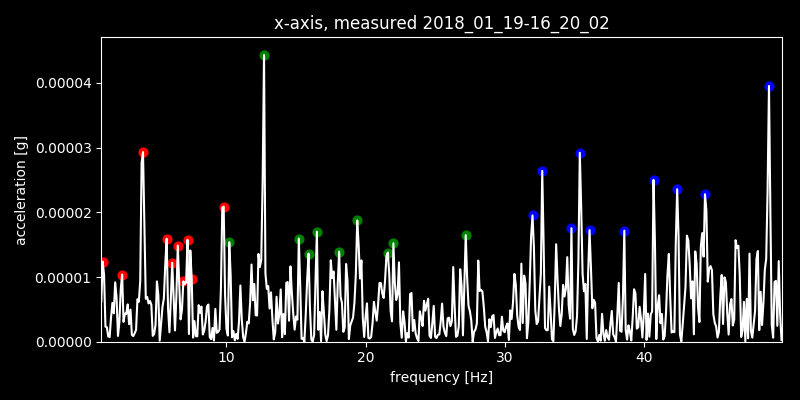 x-axis, measured 2018_01_19-16_20_02
0.00004
0.00003
0.00002
0.00001
0.00000
acceleration [g]
10 20 30 40
frequency [Hz]